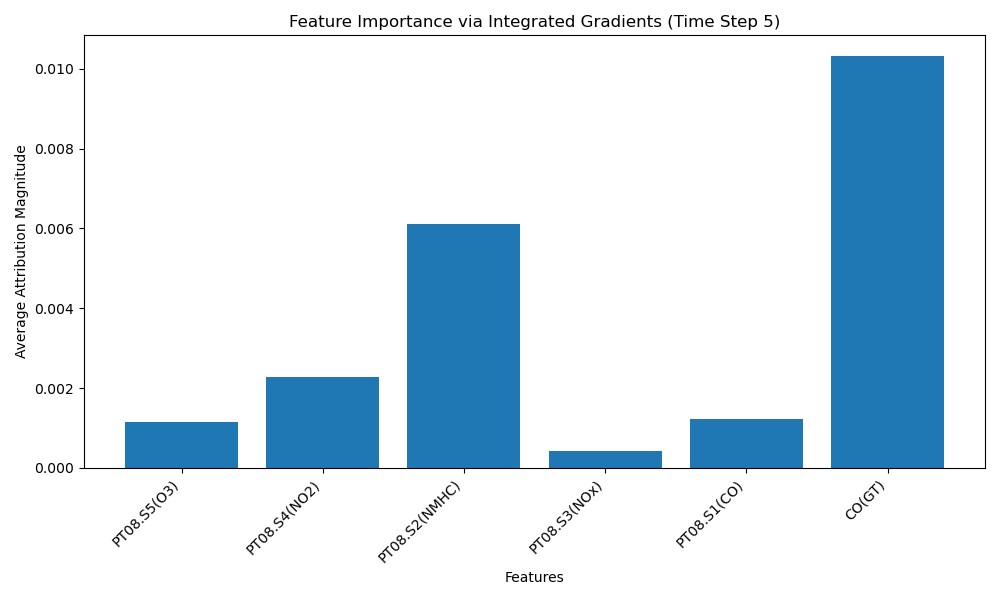 Feature Importance via Integrated Gradients (Time Step 5)
Average Attribution Magnitude
0.010
0.008
0.006
0.004
0.002
0.000
PT08.S5(O3)
PT08.S4(NO2)
PT08.S2(NMHC)
PT08.S3(NOx)
PT08.S1(CO)
CO(GT)
Features